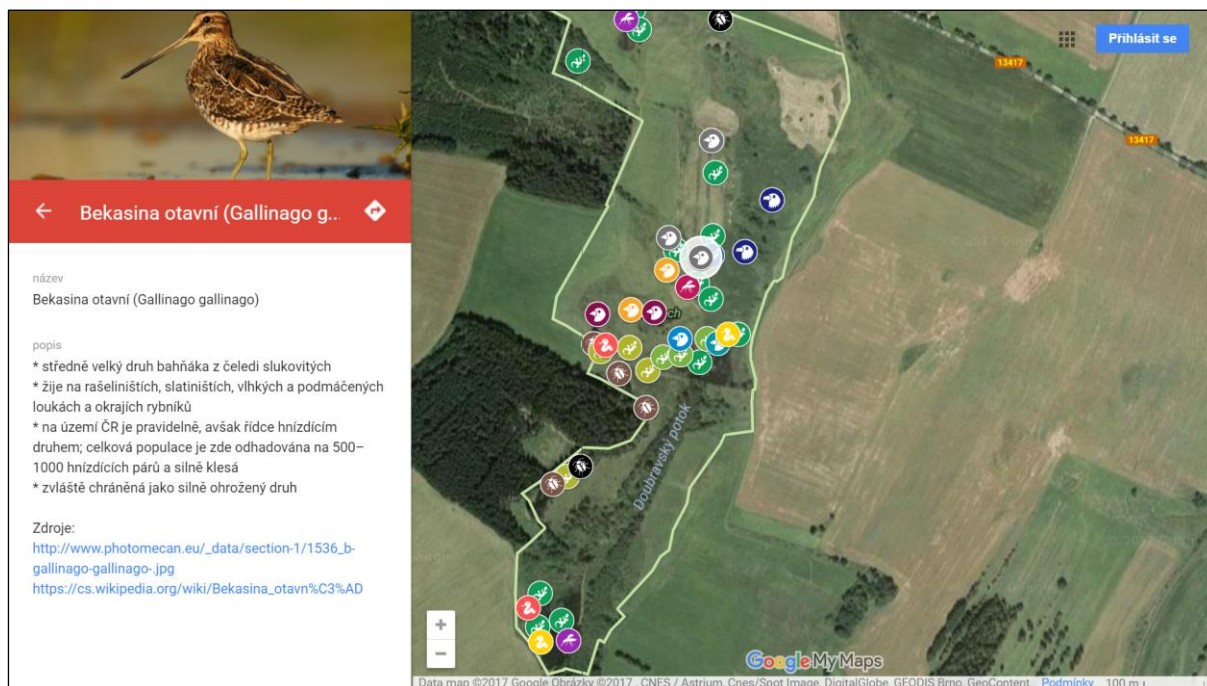 Bekasina otavní (Gallinago g...
název
Bekasina otavní (Gallinago gallinago)
popis
* středně velký druh bahňáka z čeledi slukovitých
* žije na rašeliništích, slatiništích, vlhkých a podmáčených
loukách a okrajích rybníků
* na území ČR je pravidelně, avšak řídce hnízdícím
druhem; celková populace je zde odhadována na 500–
1000 hnízdících párů a silně klesá
* zvláště chráněná jako silně ohrožený druh
Zdroje:
http://www.photomecan.eu/_data/section-1/1536_b-
gallinago-gallinago-.jpg
https://cs.wikipedia.org/wiki/Bekasina_otavn%C3%AD
Přihlásit se
13417
13417
ch
Doubravský potok
+
−
Google My Maps
Data map ©2017 Google Obrázky ©2017 , CNES / Astrium, Cnes/Spot Image, DigitalGlobe, GEODIS Brno, GeoContent Podmínky 100 m